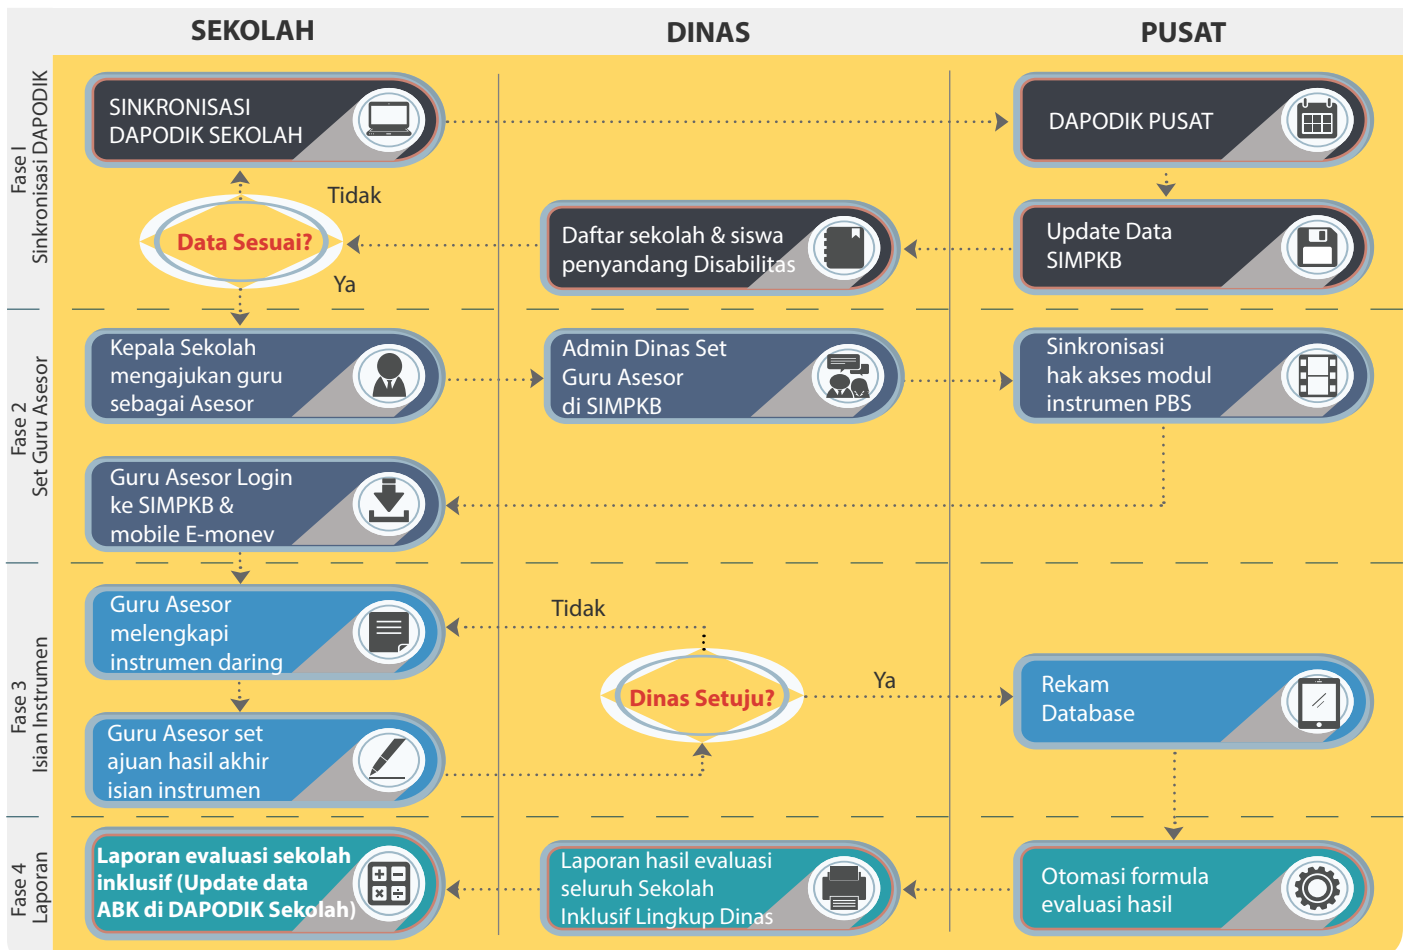 SEKOLAH
DINAS
PUSAT
Fase I
Sinkronisasi DAPODIK
SINKRONISASI
DAPODIK SEKOLAH
DAPODIK PUSAT
Tidak
Data Sesuai?
Ya
Daftar sekolah & siswa
penyandang Disabilitas
Update Data
SIMPKB
Fase 2
Set Guru Asesor
Kepala Sekolah
mengajukan guru
sebagai Asesor
Admin Dinas Set
Guru Asesor
di SIMPKB
Sinkronisasi
hak akses modul
instrumen PBS
Guru Asesor Login
ke SIMPKB &
mobile E-monev
Fase 3
Isian Instrumen
Guru Asesor
melengkapi
instrumen daring
Tidak
Dinas Setuju?
Ya
Rekam
Database
Guru Asesor set
ajuan hasil akhir
isian instrumen
Fase 4
Laporan
Laporan evaluasi sekolah
inklusif (Update data
ABK di DAPODIK Sekolah)
Laporan hasil evaluasi
seluruh Sekolah
Inklusif Lingkup Dinas
Otomasi formula
evaluasi hasil